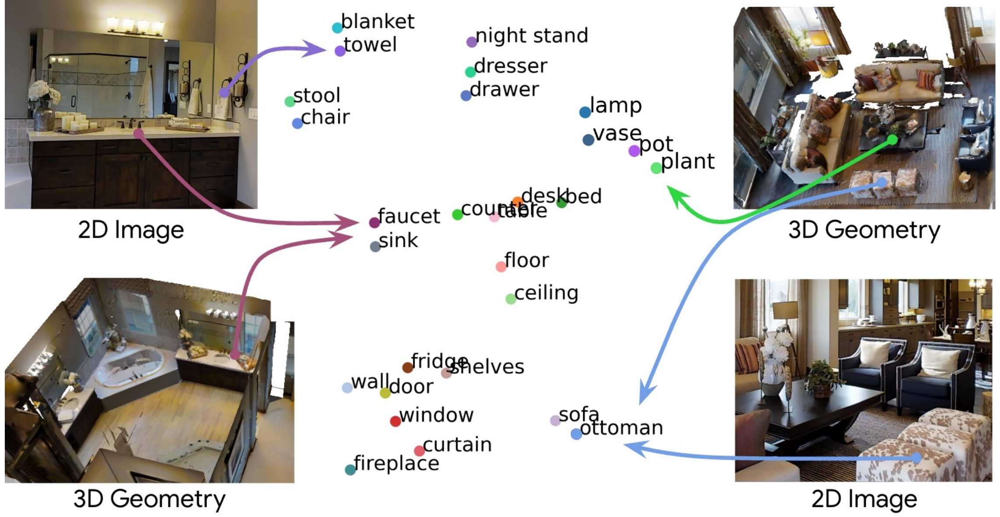 blanket
towel
night stand
dresser
drawer
stool
chair
lamp
vase
pot
plant
desk
bed
counter
table
faucet
sink
2D Image
3D Geometry
floor
ceiling
fridge
shelves
wall
door
window
sofa
ottoman
curtain
fireplace
3D Geometry
2D Image